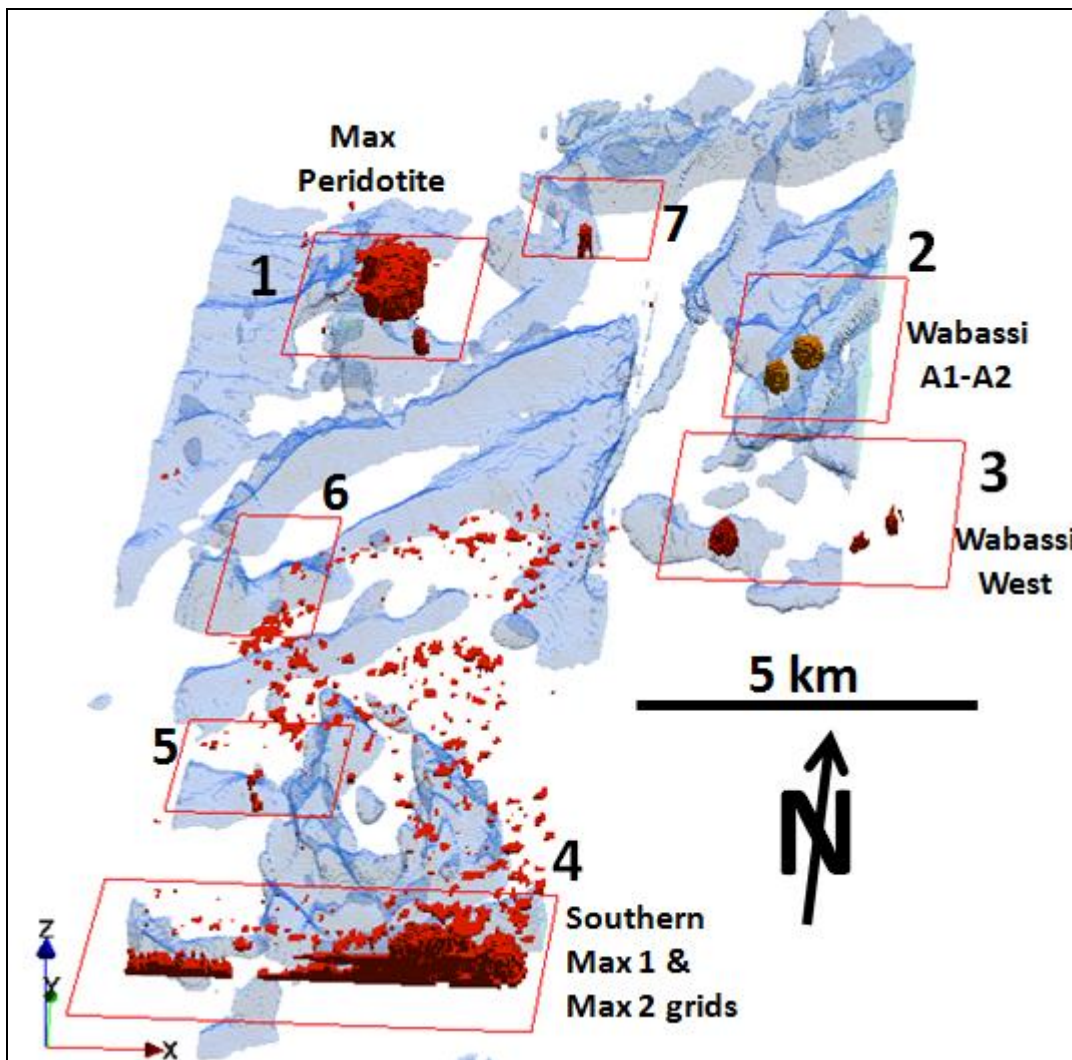 Max
Peridotite
1
7
2
Wabassi
A1-A2
3
Wabassi
West
6
5 km
N
5
4
Southern
Max 1 &
Max 2 grids
Z
Y
X